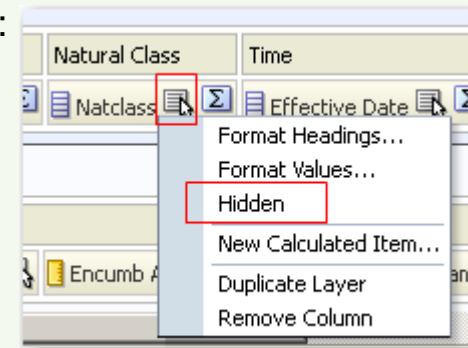 :
Natural Class Time
Natclass Σ Effective Date
Format Headings...
Format Values...
Hidden
New Calculated Item...
Encumb
Duplicate Layer
Remove Column